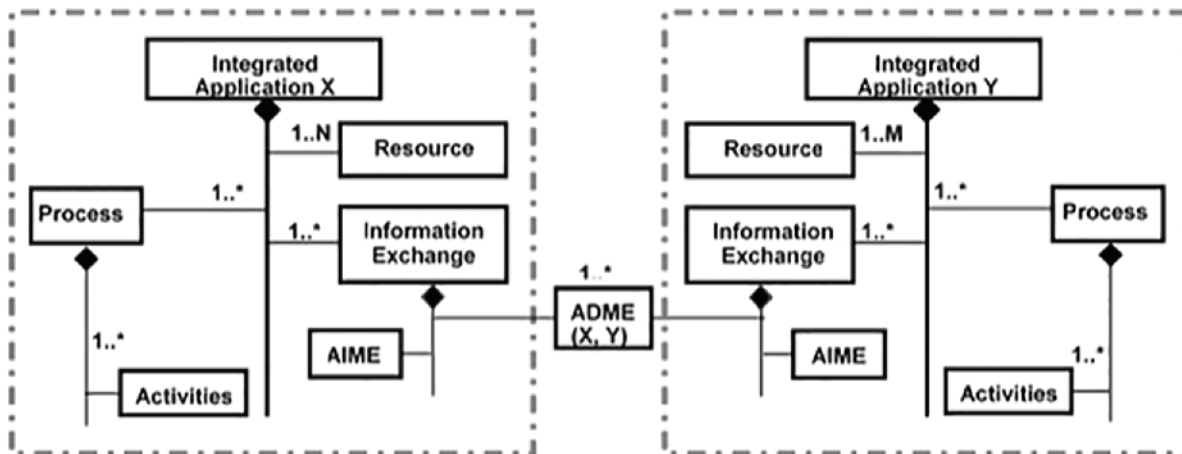 Integrated
Application X
1..N
Resource
Process
1..*
1..*
Information
Exchange
AIME
1..*
Activities
1..*
ADME
(X, Y)
Integrated
Application Y
Resource
1..M
Information
Exchange
1..*
1..*
Process
AIME
1..*
Activities